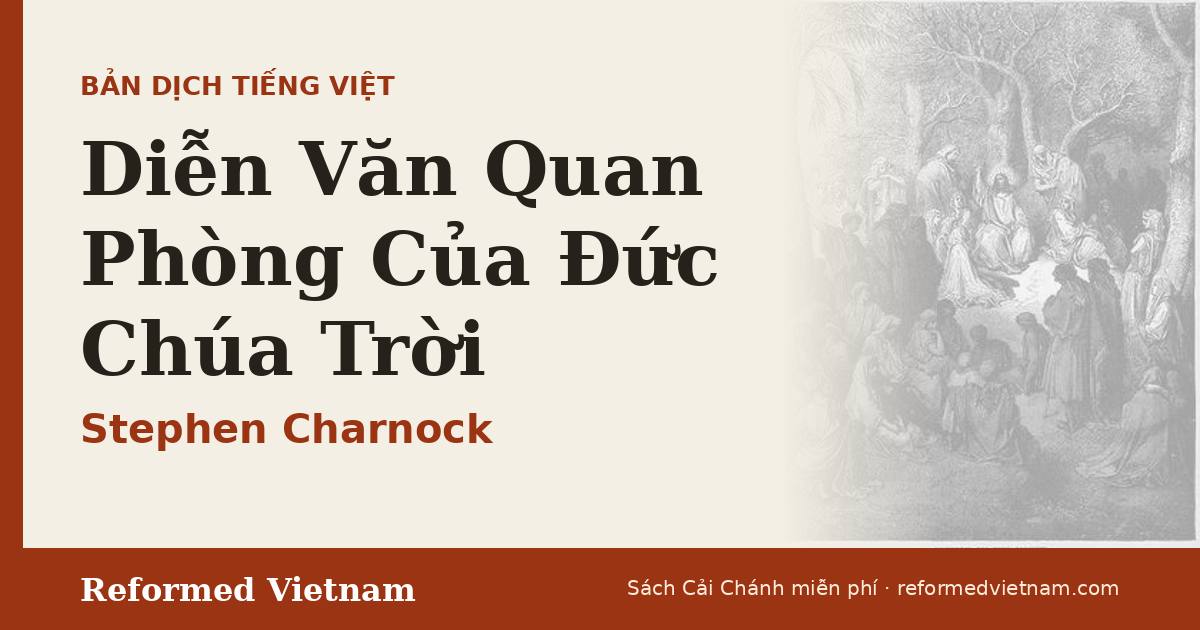 BẢN DỊCH TIẾNG VIỆT
Diễn Văn Quan
Phòng Của Đức
Chúa Trời
Stephen Charnock
Reformed Vietnam
Sách Cải Chánh miễn phí · reformedvietnam.com